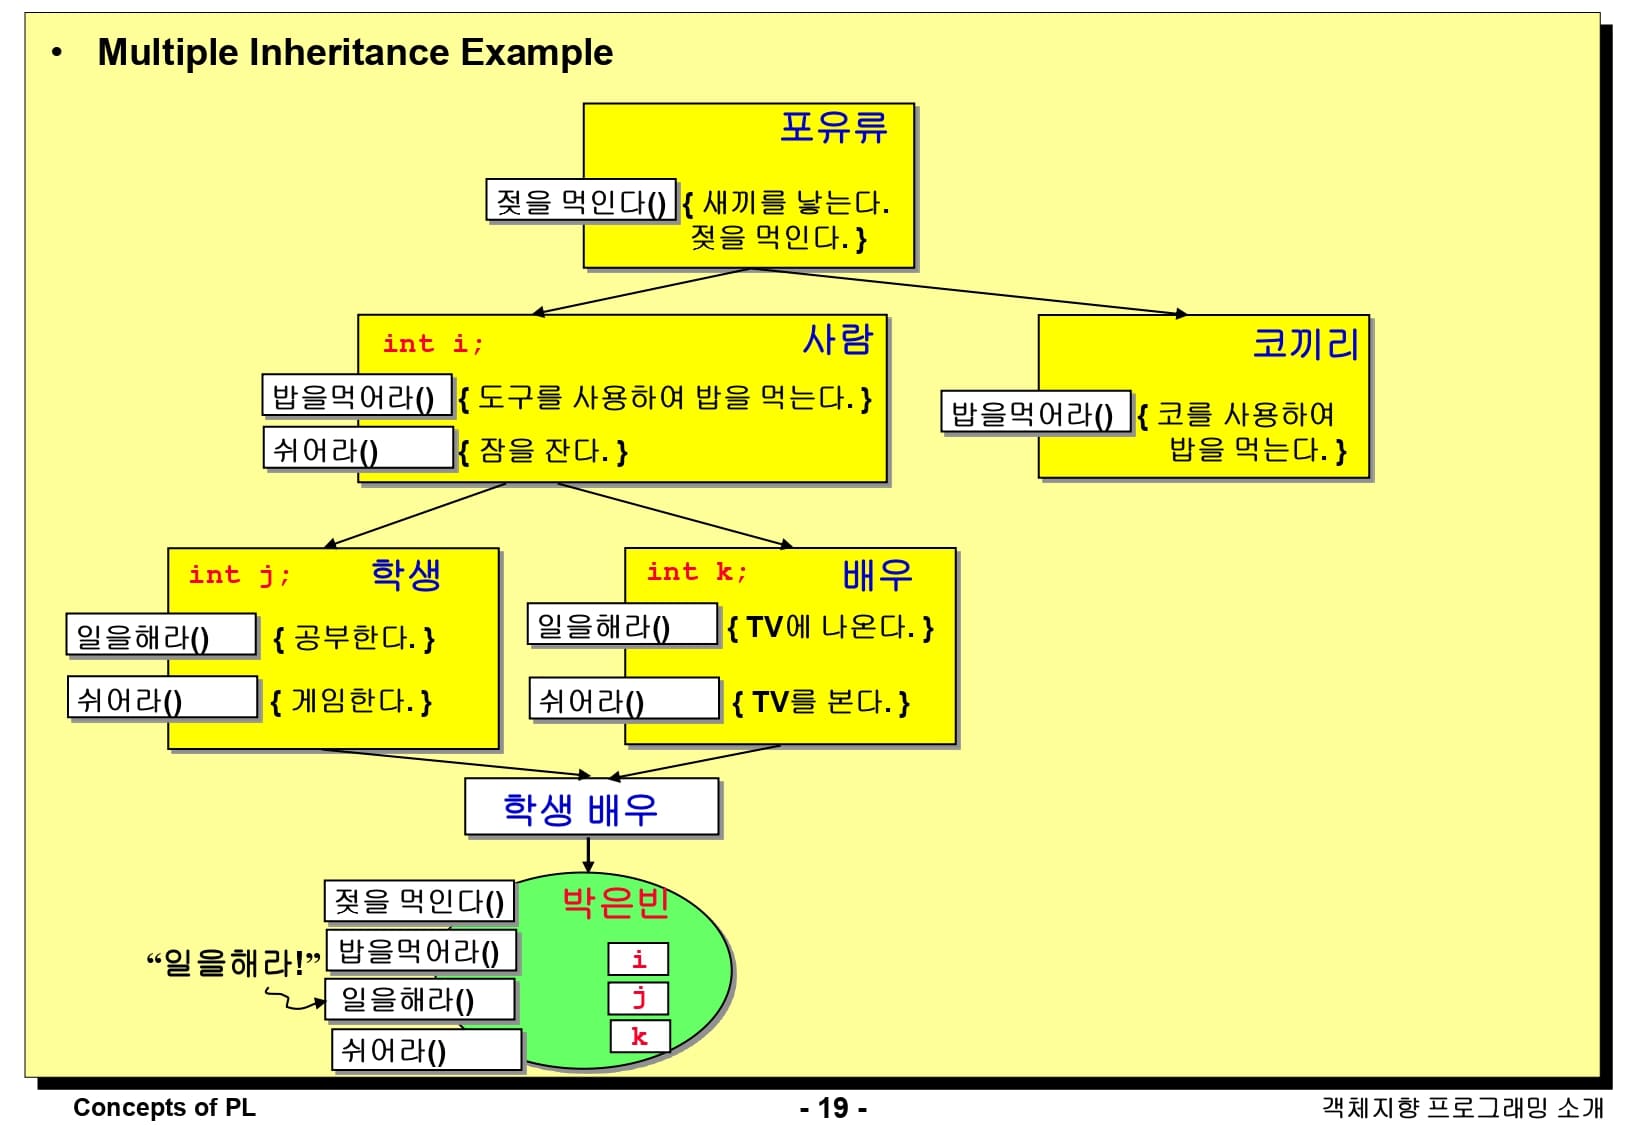 • Multiple Inheritance Example
포유류
젖을 먹인다() { 새끼를 낳는다.
젖을 먹인다. }
int i; 사람
밥을먹어라() { 도구를 사용하여 밥을 먹는다. }
쉬어라() { 잠을 잔다. }
코끼리
밥을먹어라() { 코를 사용하여
밥을 먹는다. }
int j; 학생
일을해라() { 공부한다. }
쉬어라() { 게임한다. }
int k; 배우
일을해라() { TV에 나온다. }
쉬어라() { TV를 본다. }
학생 배우
박은빈
젖을 먹인다()
밥을먹어라()
“일을해라!”
일을해라()
쉬어라()
i
j
k
Concepts of PL
- 19 -
객체지향 프로그래밍 소개